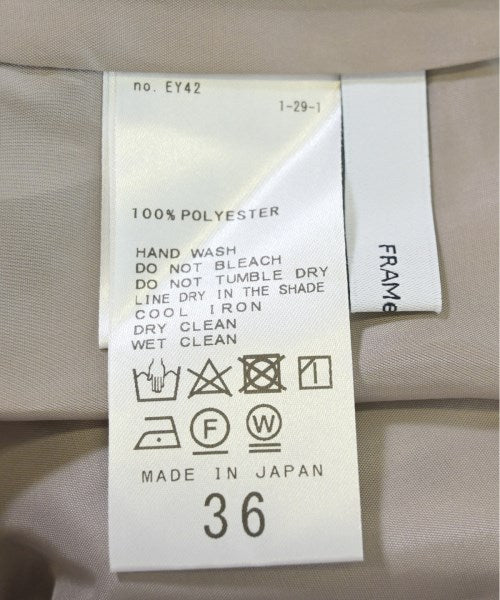 no. EY42
1-29-1
100% POLYESTER
HAND WASH
DO NOT BLEACH
DO NOT TUMBLE DRY
LINE DRY IN THE SHADE
COOL IRON
DRY CLEAN
WET CLEAN
F W
MADE IN JAPAN
36
FRAMe